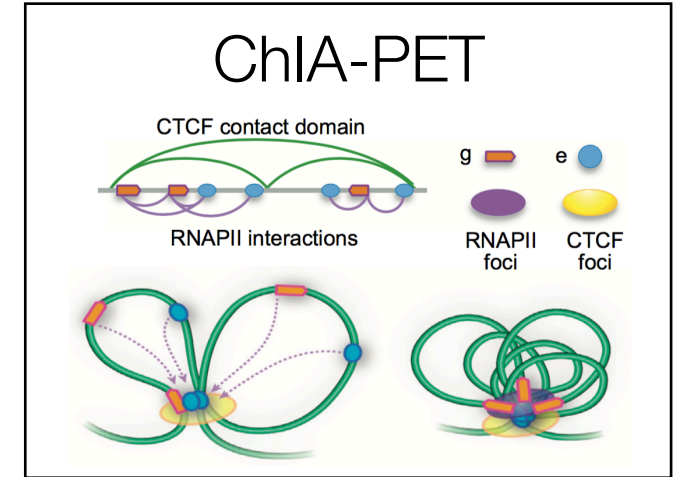 ChIA-PET
CTCF contact domain
g
e
RNAPII interactions
RNAPII
foci
CTCF
foci